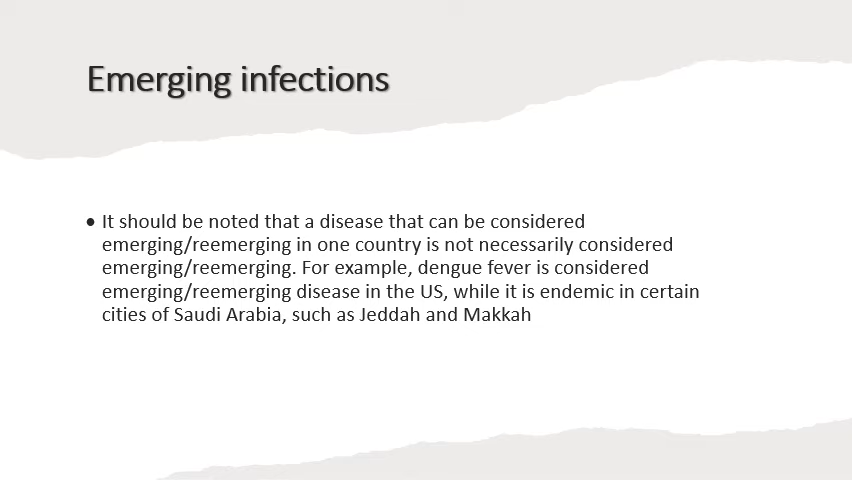 Emerging infections
• It should be noted that a disease that can be considered
emerging/reemerging in one country is not necessarily considered
emerging/reemerging. For example, dengue fever is considered
emerging/reemerging disease in the US, while it is endemic in certain
cities of Saudi Arabia, such as Jeddah and Makkah